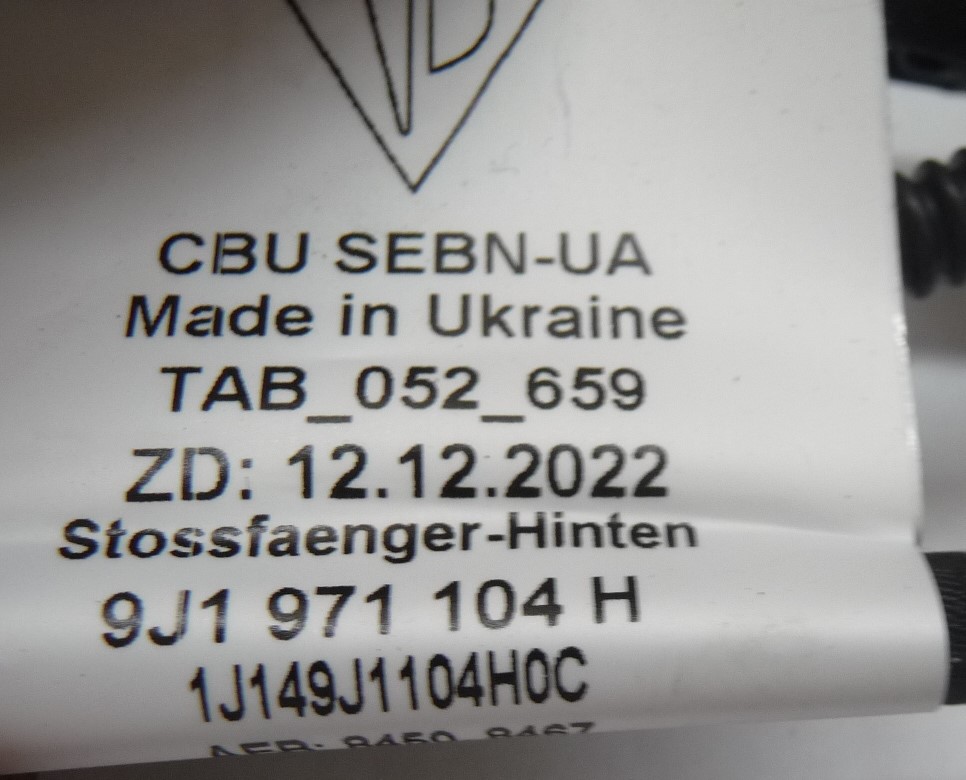 CBU SEBN-UA
Made in Ukraine
TAB_052_659
ZD: 12.12.2022
Stossfaenger-Hinten
9J1 971 104 H
1J149J1104H0C